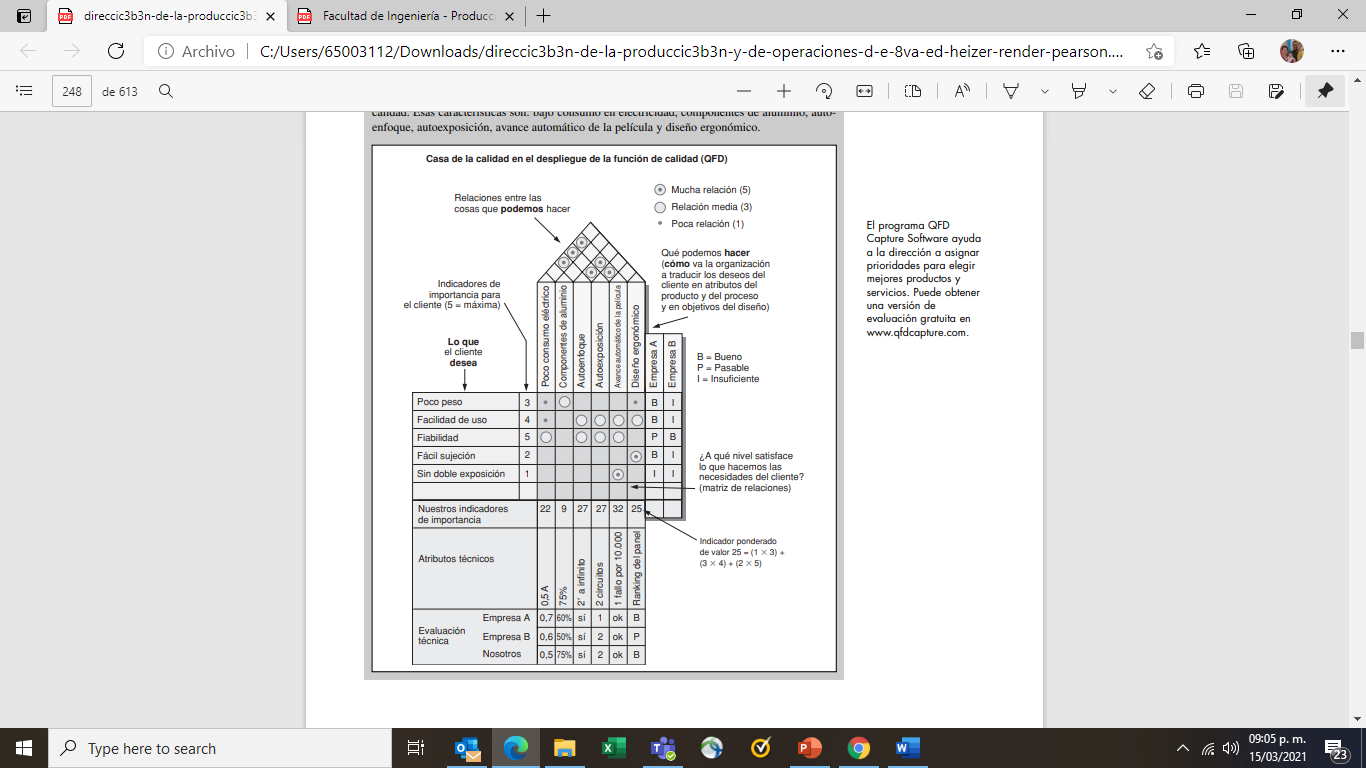 direccic3b3n-de-la-produccic3b3
Facultad de Ingeniería - Producc
Archivo
C:/Users/65003112/Downloads/direccic3b3n-de-la-produccic3b3n-y-de-operaciones-d-e-8va-ed-heizer-render-pearson....
248 de 613
calidad. Esas características son: bajo consumo en electricidad, componentes de aluminio, auto-
enfoque, autoexposición, avance automático de la película y diseño ergonómico.
Casa de la calidad en el despliegue de la función de calidad (QFD)
Relaciones entre las
cosas que podemos hacer
Mucha relación (5)
Relación media (3)
Poca relación (1)
Qué podemos hacer
(cómo va la organización
a traducir los deseos del
cliente en atributos del
producto y del proceso
y en objetivos del diseño)
Indicadores de
importancia para
el cliente (5 = máxima)
Lo que
el cliente
desea
Poco consumo eléctrico
Componentes de aluminio
Autoenfoque
Autoexposición
Avance automático de la película
Diseño ergonómico
Empresa A
Empresa B
B = Bueno
P = Pasable
I = Insuficiente
Poco peso 3 B I
Facilidad de uso 4 B I
Fiabilidad 5 P B
Fácil sujeción 2 B I
Sin doble exposición 1 I I
¿A qué nivel satisface
lo que hacemos las
necesidades del cliente?
(matriz de relaciones)
Nuestros indicadores
de importancia
22 9 27 27 32 25
Indicador ponderado
de valor 25 = (1 × 3) +
(3 × 4) + (2 × 5)
Atributos técnicos
0,5 A
75%
2' a infinito
2 circuitos
1 fallo por 10.000
Ranking del panel
Evaluación
técnica
Empresa A 0,7 60% sí 1 ok B
Empresa B 0,6 50% sí 2 ok P
Nosotros 0,5 75% sí 2 ok B
El programa QFD
Capture Software ayuda
a la dirección a asignar
prioridades para elegir
mejores productos y
servicios. Puede obtener
una versión de
evaluación gratuita en
www.qfdcapture.com.
Type here to search
09:05 p. m.
15/03/2021
23